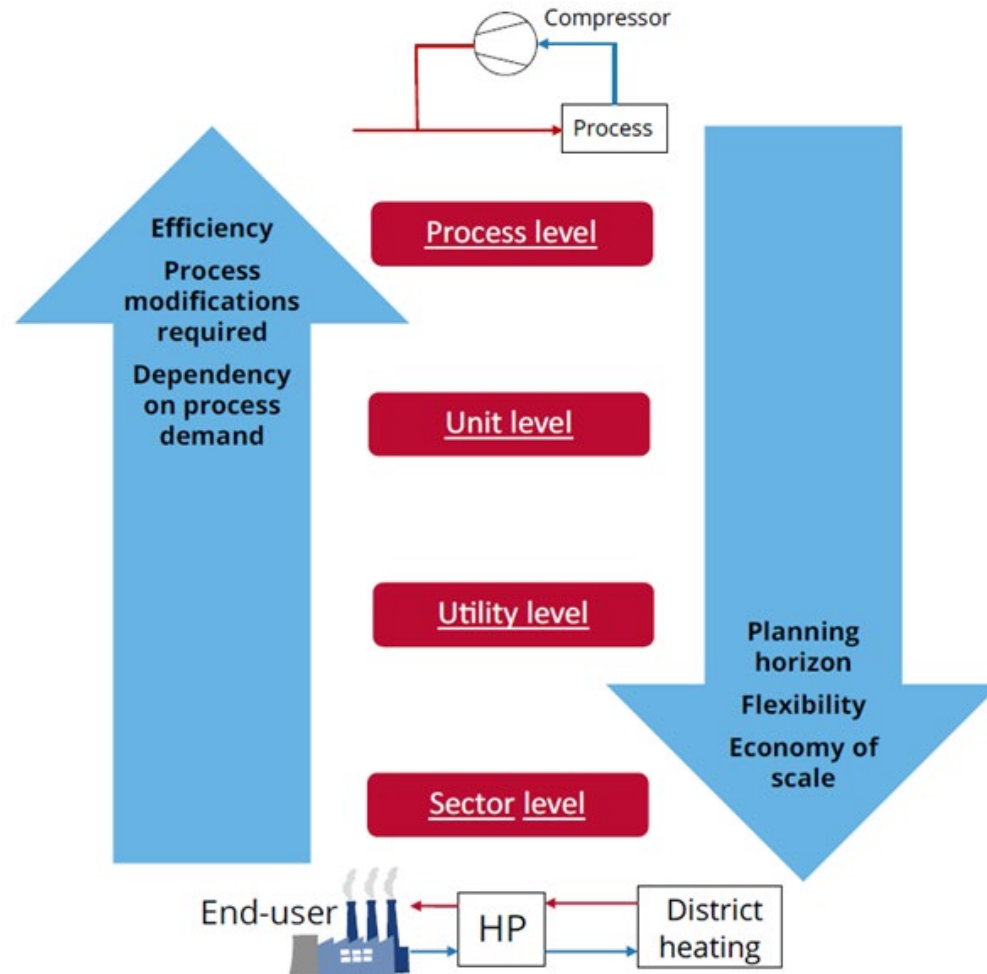 Compressor
Process
Efficiency
Process
modifications
required
Dependency
on process
demand
Process level
Unit level
Utility level
Sector level
Planning
horizon
Flexibility
Economy of
scale
End-user
HP
District
heating